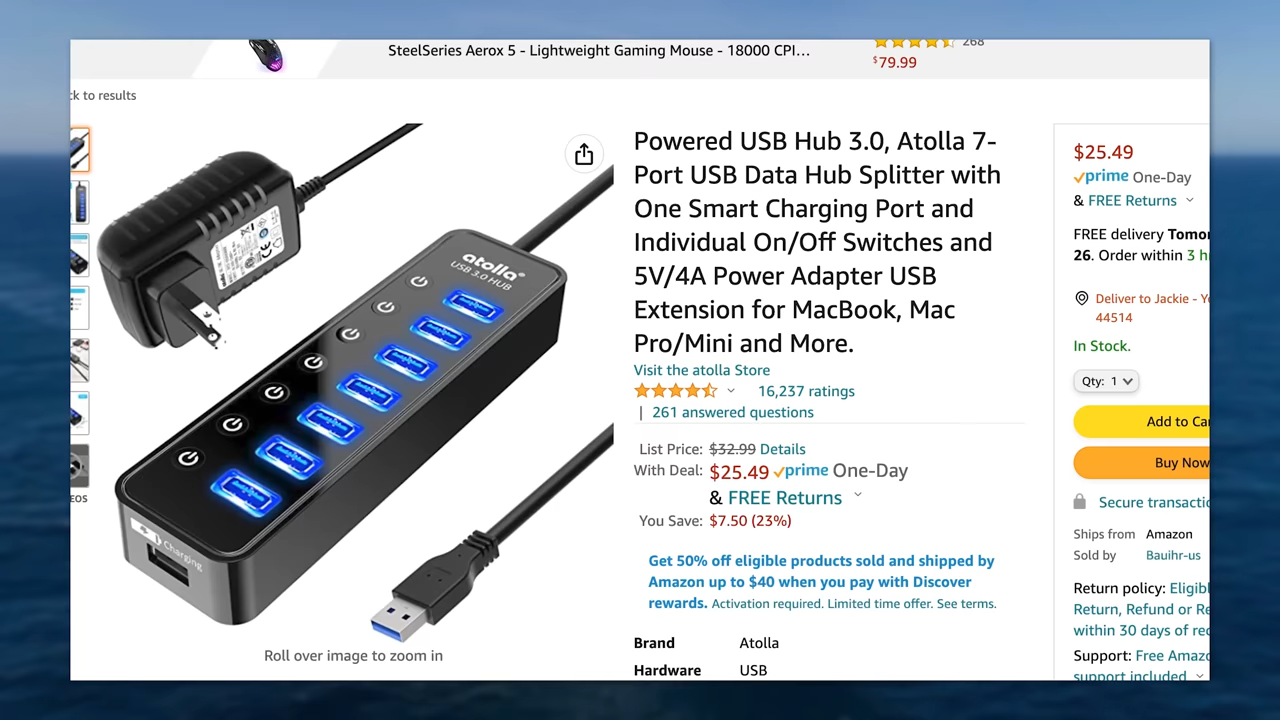 SteelSeries Aerox 5 - Lightweight Gaming Mouse - 18000 CPI...
268
$79.99
ck to results
Powered USB Hub 3.0, Atolla 7-
Port USB Data Hub Splitter with
One Smart Charging Port and
Individual On/Off Switches and
5V/4A Power Adapter USB
Extension for MacBook, Mac
Pro/Mini and More.
Visit the atolla Store
16,237 ratings
| 261 answered questions
List Price: $32.99 Details
With Deal: $25.49 prime One-Day
& FREE Returns
You Save: $7.50 (23%)
Get 50% off eligible products sold and shipped by
Amazon up to $40 when you pay with Discover
rewards. Activation required. Limited time offer. See terms.
Brand Atolla
Hardware USB
atolla
USB 3.0 HUB
Charging
EOS
Roll over image to zoom in
$25.49
prime One-Day
& FREE Returns
FREE delivery Tomor
26. Order within 3 h
Deliver to Jackie - Yo
44514
In Stock.
Qty: 1
Add to Car
Buy Now
Secure transactio
Ships from Amazon
Sold by Bauihr-us
Return policy: Eligibl
Return, Refund or Re
within 30 days of rec
Support: Free Amazo
support included